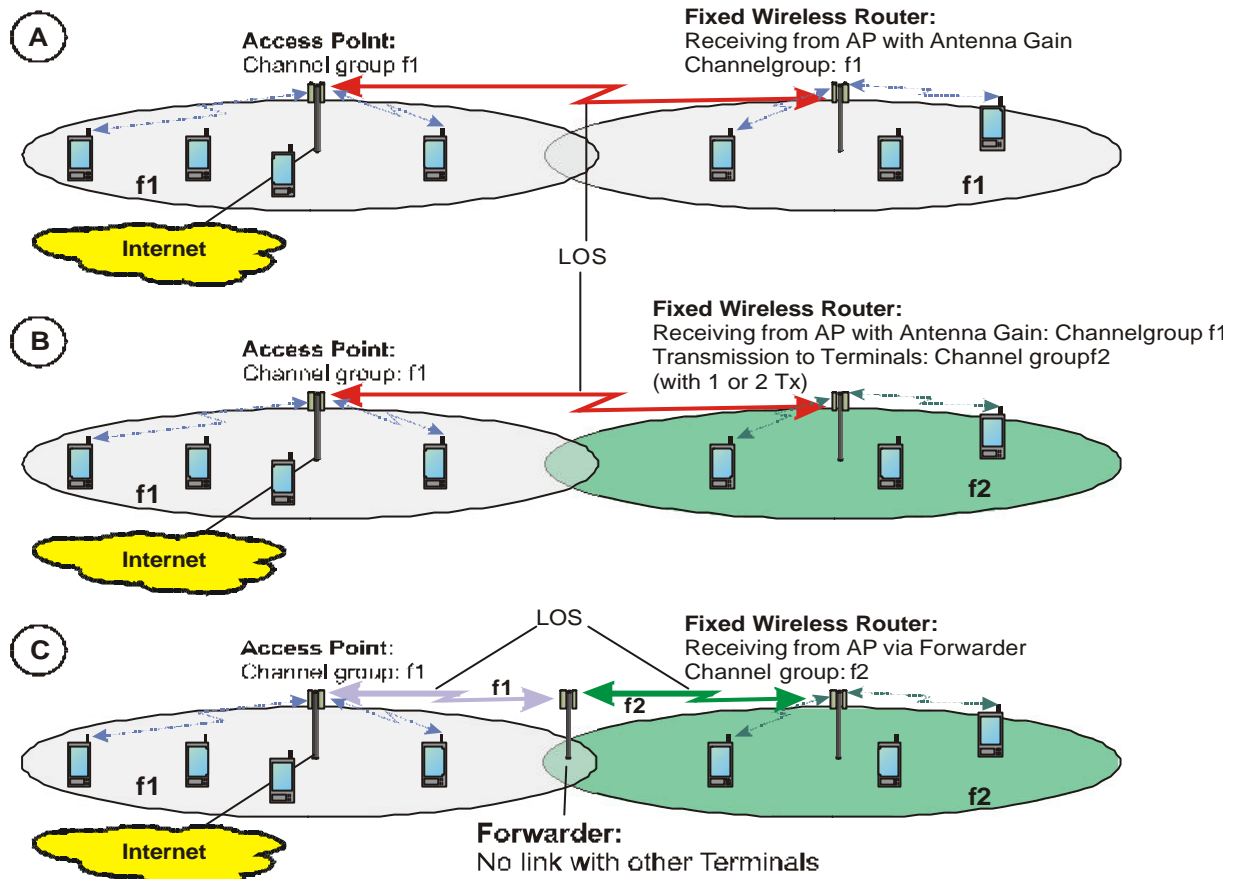 A
Access Point:
Channel group f1
Fixed Wireless Router:
Receiving from AP with Antenna Gain
Channelgroup: f1
f1
f1
Internet
LOS
B
Access Point:
Channel group: f1
Fixed Wireless Router:
Receiving from AP with Antenna Gain: Channelgroup f1
Transmission to Terminals: Channel groupf2
(with 1 or 2 Tx)
f1
f2
Internet
LOS
C
Access Point:
Channel group: f1
Fixed Wireless Router:
Receiving from AP via Forwarder
Channel group: f2
f1
f2
f1
f2
Internet
Forwarder:
No link with other Terminals